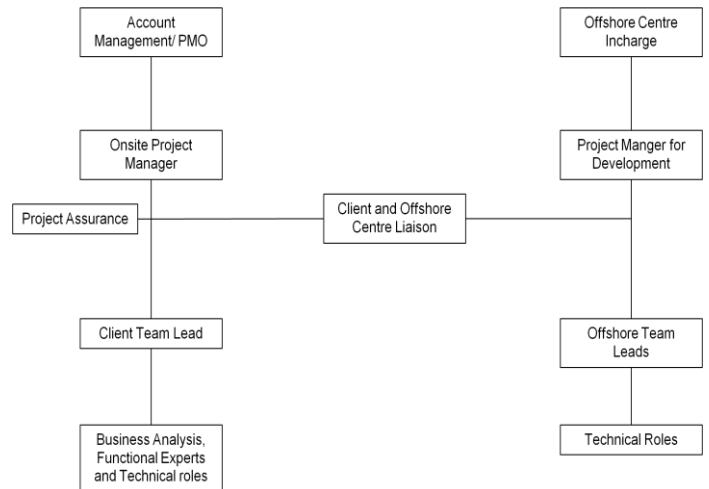 Account
Management/ PMO
Offshore Centre
Incharge
Onsite Project
Manager
Project Manger for
Development
Project Assurance
Client and Offshore
Centre Liaison
Client Team Lead
Offshore Team
Leads
Business Analysis,
Functional Experts
and Technical roles
Technical Roles